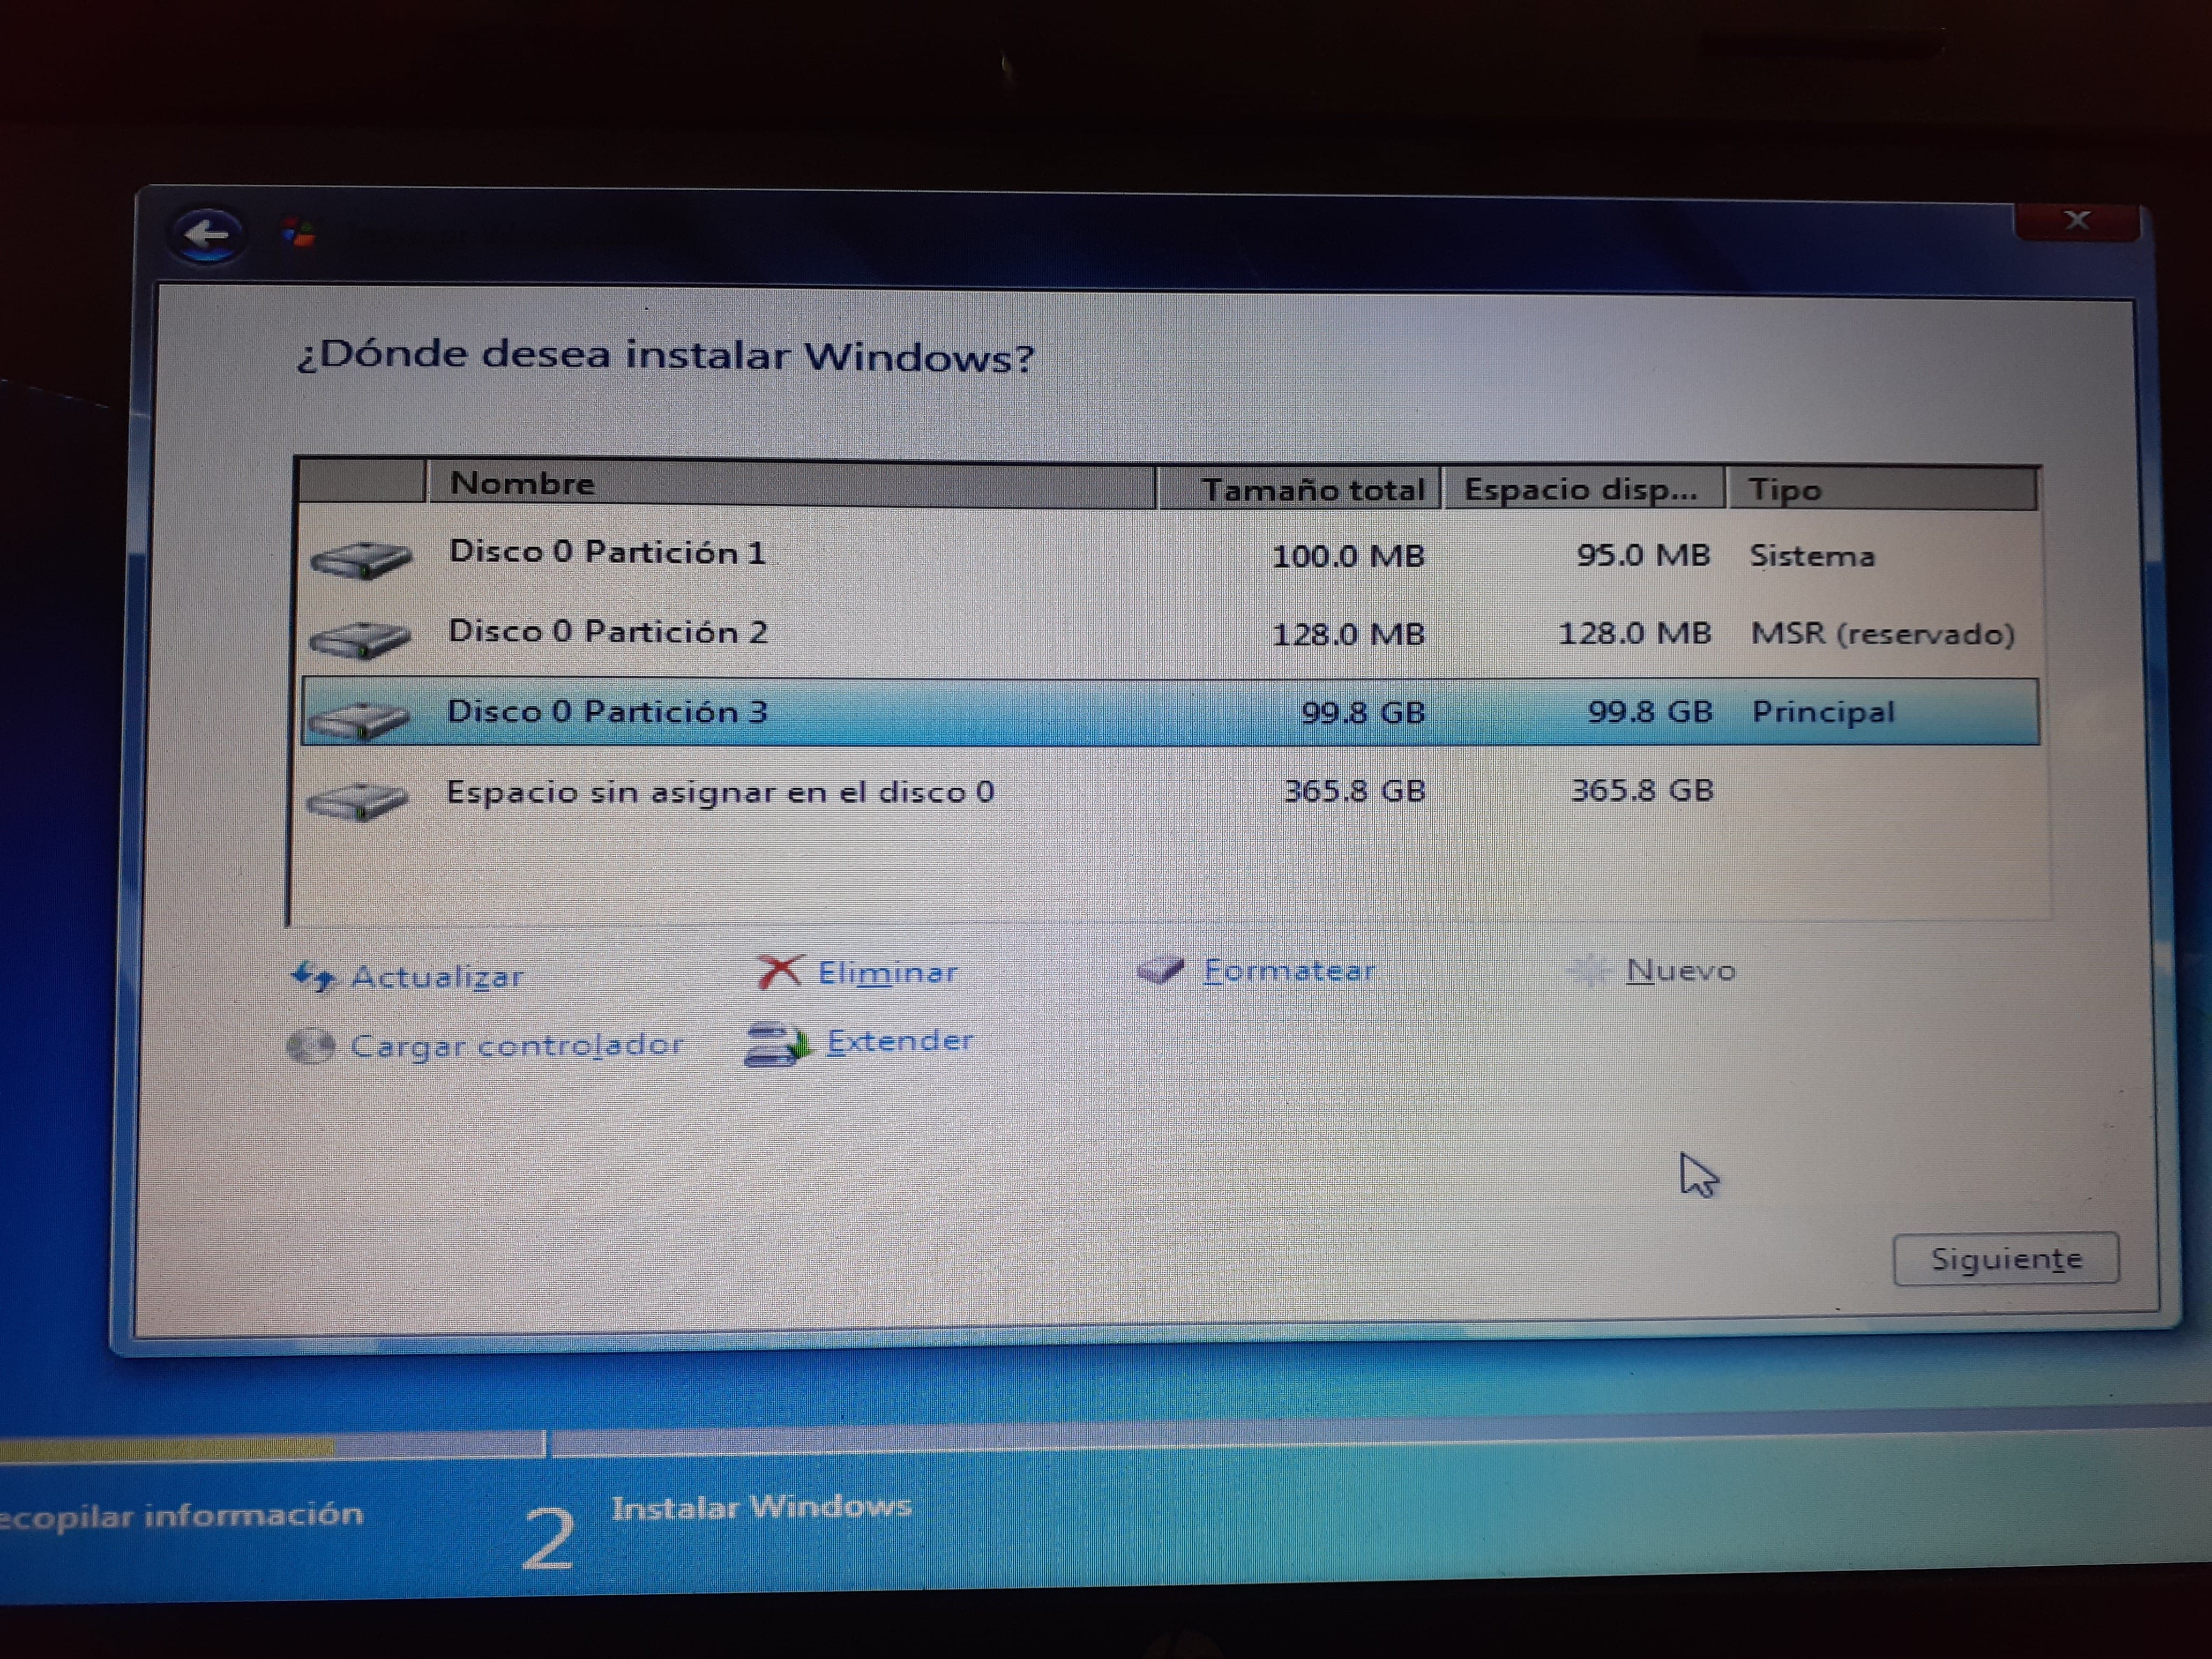 ¿Dónde desea instalar Windows?
Nombre Tamaño total Espacio disp... Tipo
Disco 0 Partición 1 100.0 MB 95.0 MB Sistema
Disco 0 Partición 2 128.0 MB 128.0 MB MSR (reservado)
Disco 0 Partición 3 99.8 GB 99.8 GB Principal
Espacio sin asignar en el disco 0 365.8 GB 365.8 GB
Actualizar Eliminar Formatear Nuevo
Cargar controlador Extender
Siguiente
ecopilar información 2 Instalar Windows